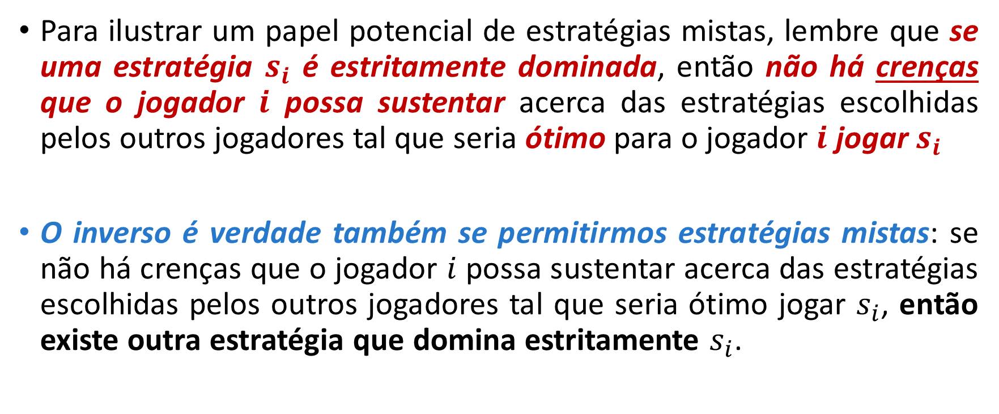 • Para ilustrar um papel potencial de estratégias mistas, lembre que se
uma estratégia s_i é estritamente dominada, então não há crenças
que o jogador i possa sustentar acerca das estratégias escolhidas
pelos outros jogadores tal que seria ótimo para o jogador i jogar s_i
• O inverso é verdade também se permitirmos estratégias mistas: se
não há crenças que o jogador i possa sustentar acerca das estratégias
escolhidas pelos outros jogadores tal que seria ótimo jogar s_i, então
existe outra estratégia que domina estritamente s_i.